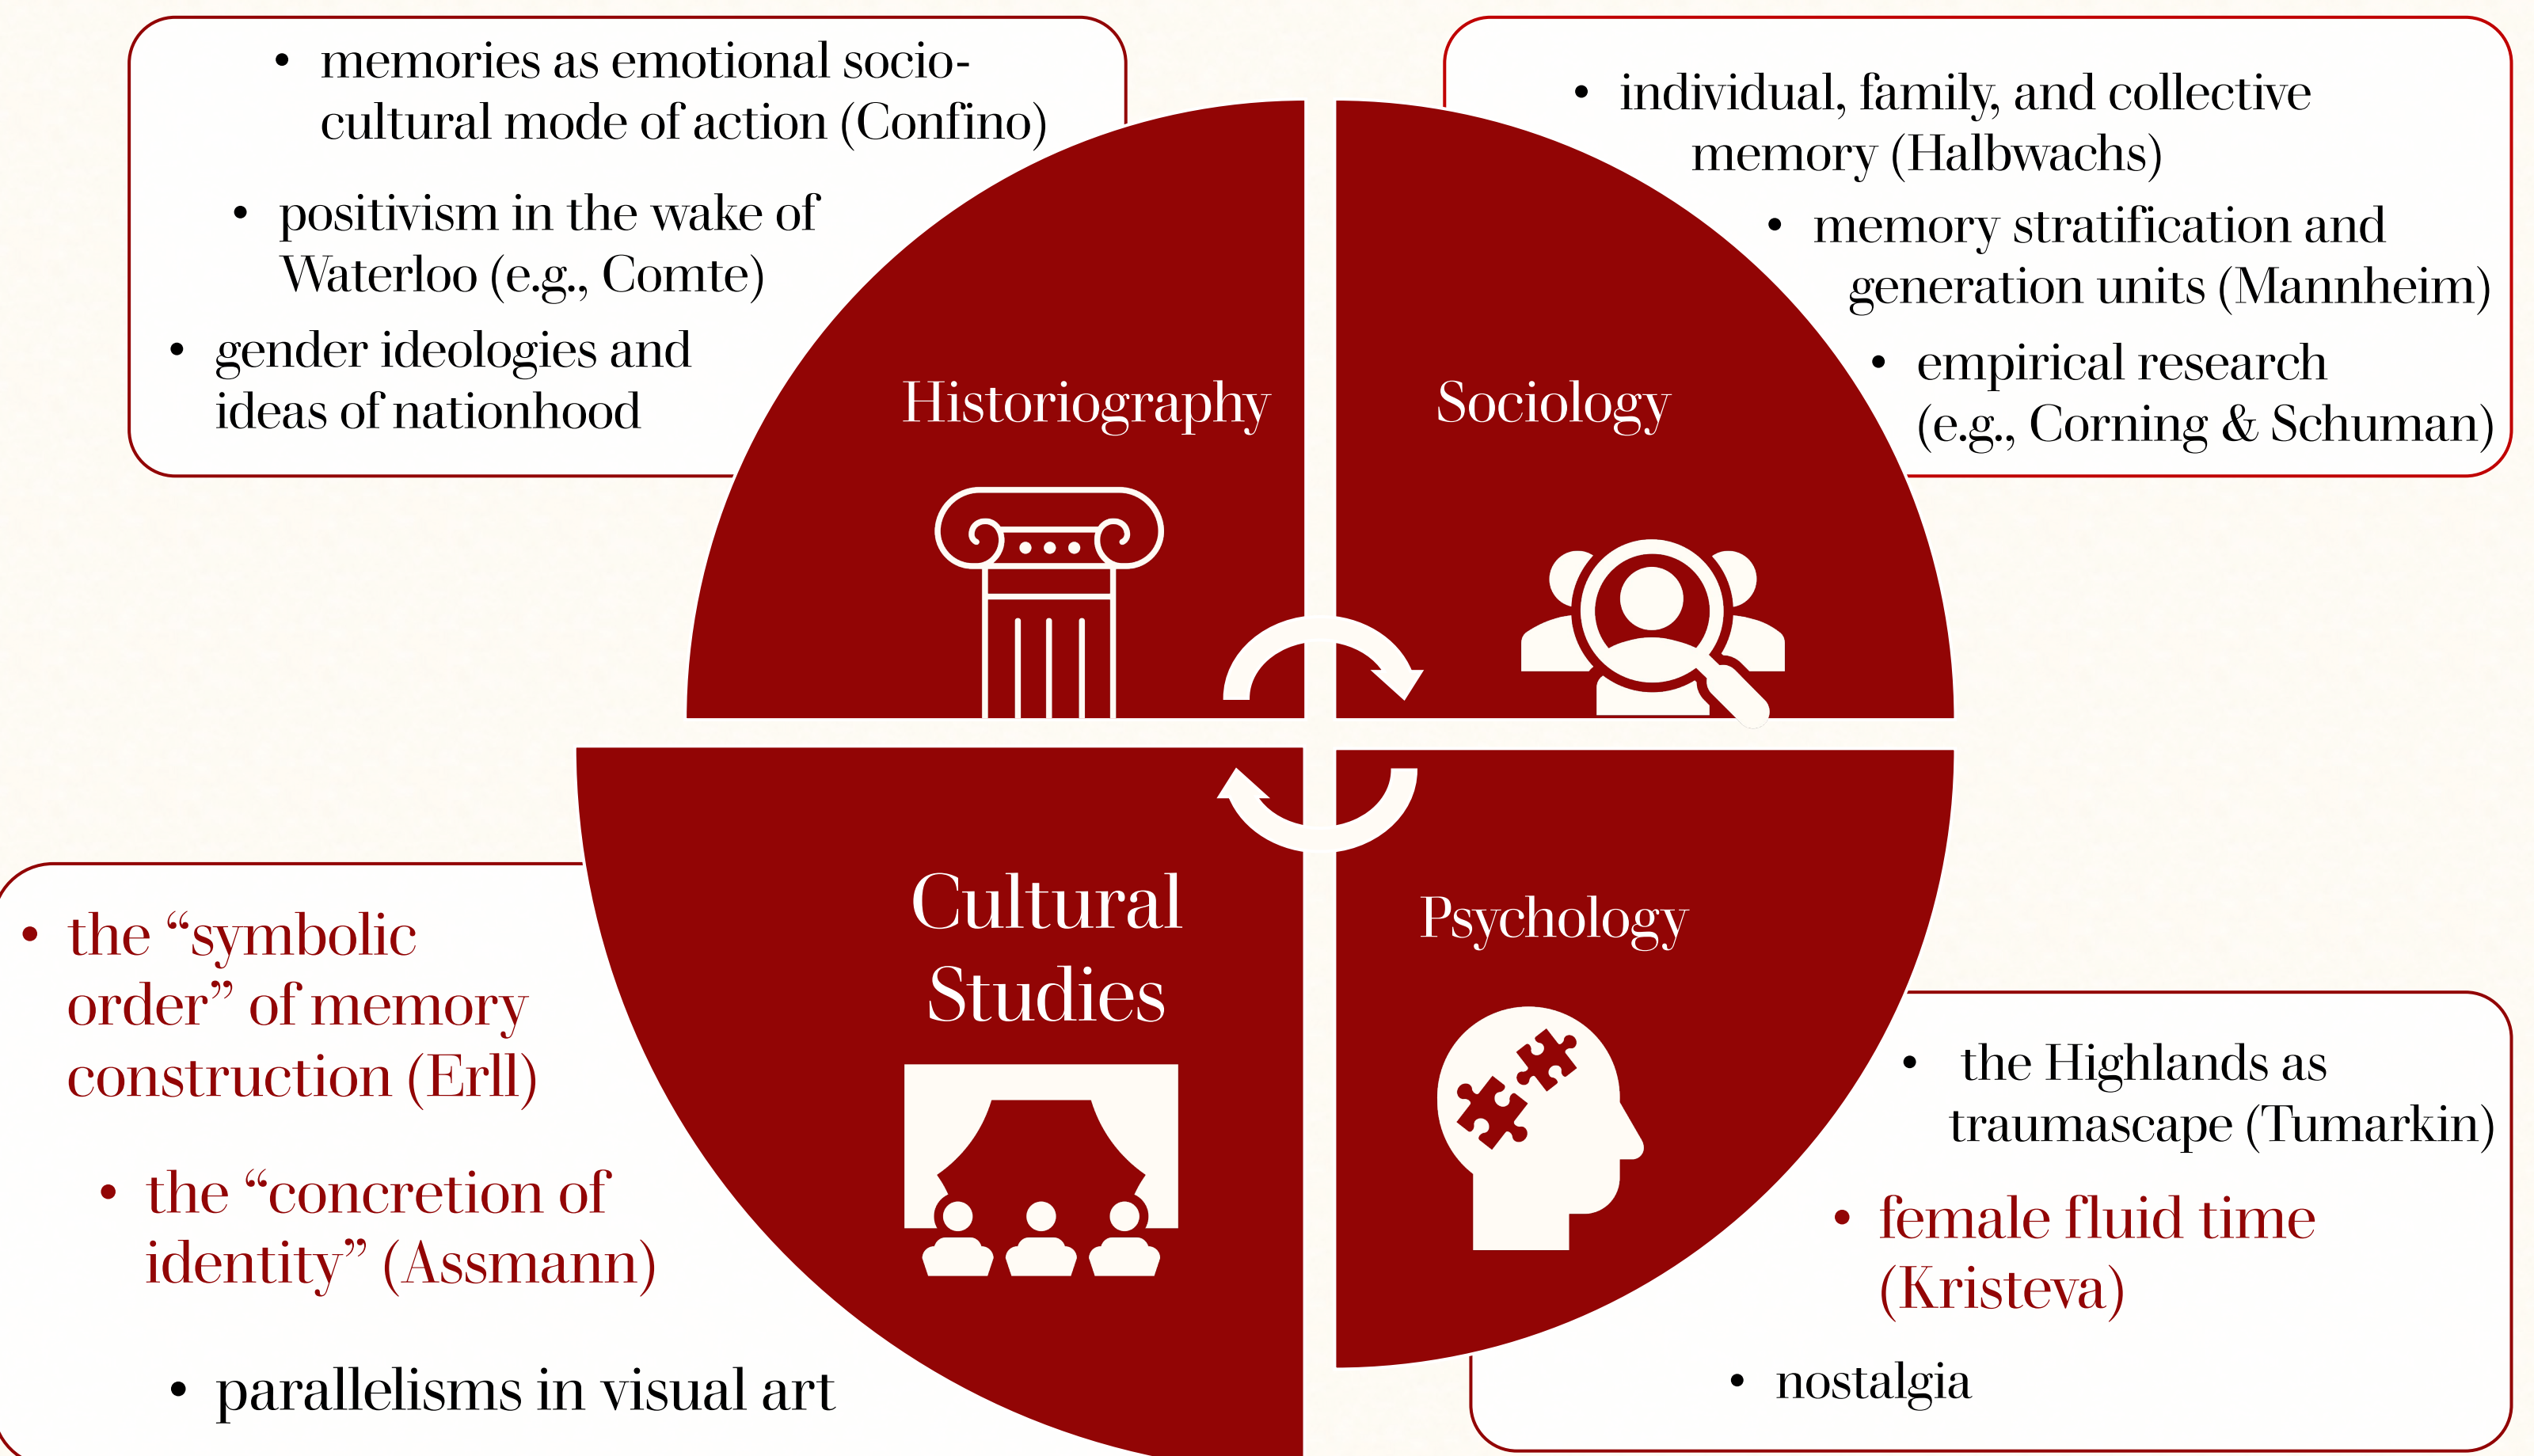 • memories as emotional socio-
cultural mode of action (Confino)
• positivism in the wake of
Waterloo (e.g., Comte)
• gender ideologies and
ideas of nationhood
Historiography
• individual, family, and collective
memory (Halbwachs)
• memory stratification and
generation units (Mannheim)
• empirical research
(e.g., Corning & Schuman)
Sociology
• the “symbolic
order” of memory
construction (Erll)
• the “concretion of
identity” (Assmann)
• parallelisms in visual art
Cultural
Studies
Psychology
• the Highlands as
traumascape (Tumarkin)
• female fluid time
(Kristeva)
• nostalgia